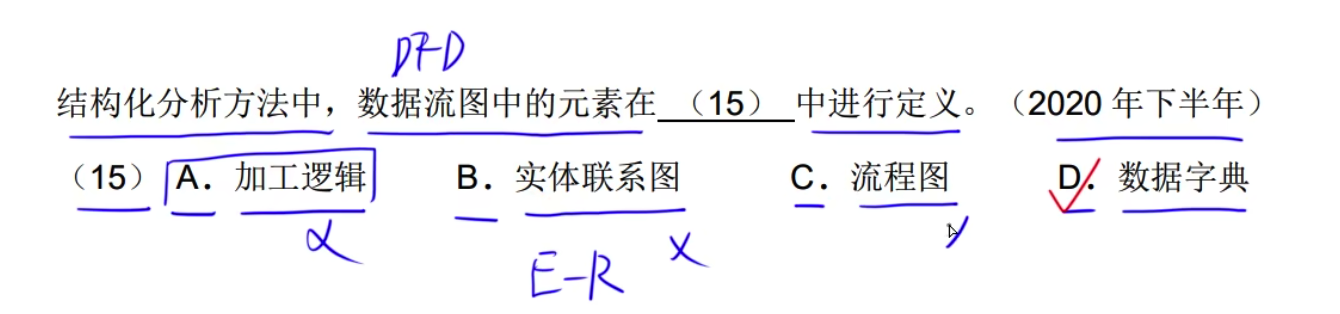 DFD
结构化分析方法中，数据流图中的元素在 （15） 中进行定义。（2020 年下半年）
（15） A．加工逻辑 B．实体联系图 C．流程图 D．数据字典
E-R